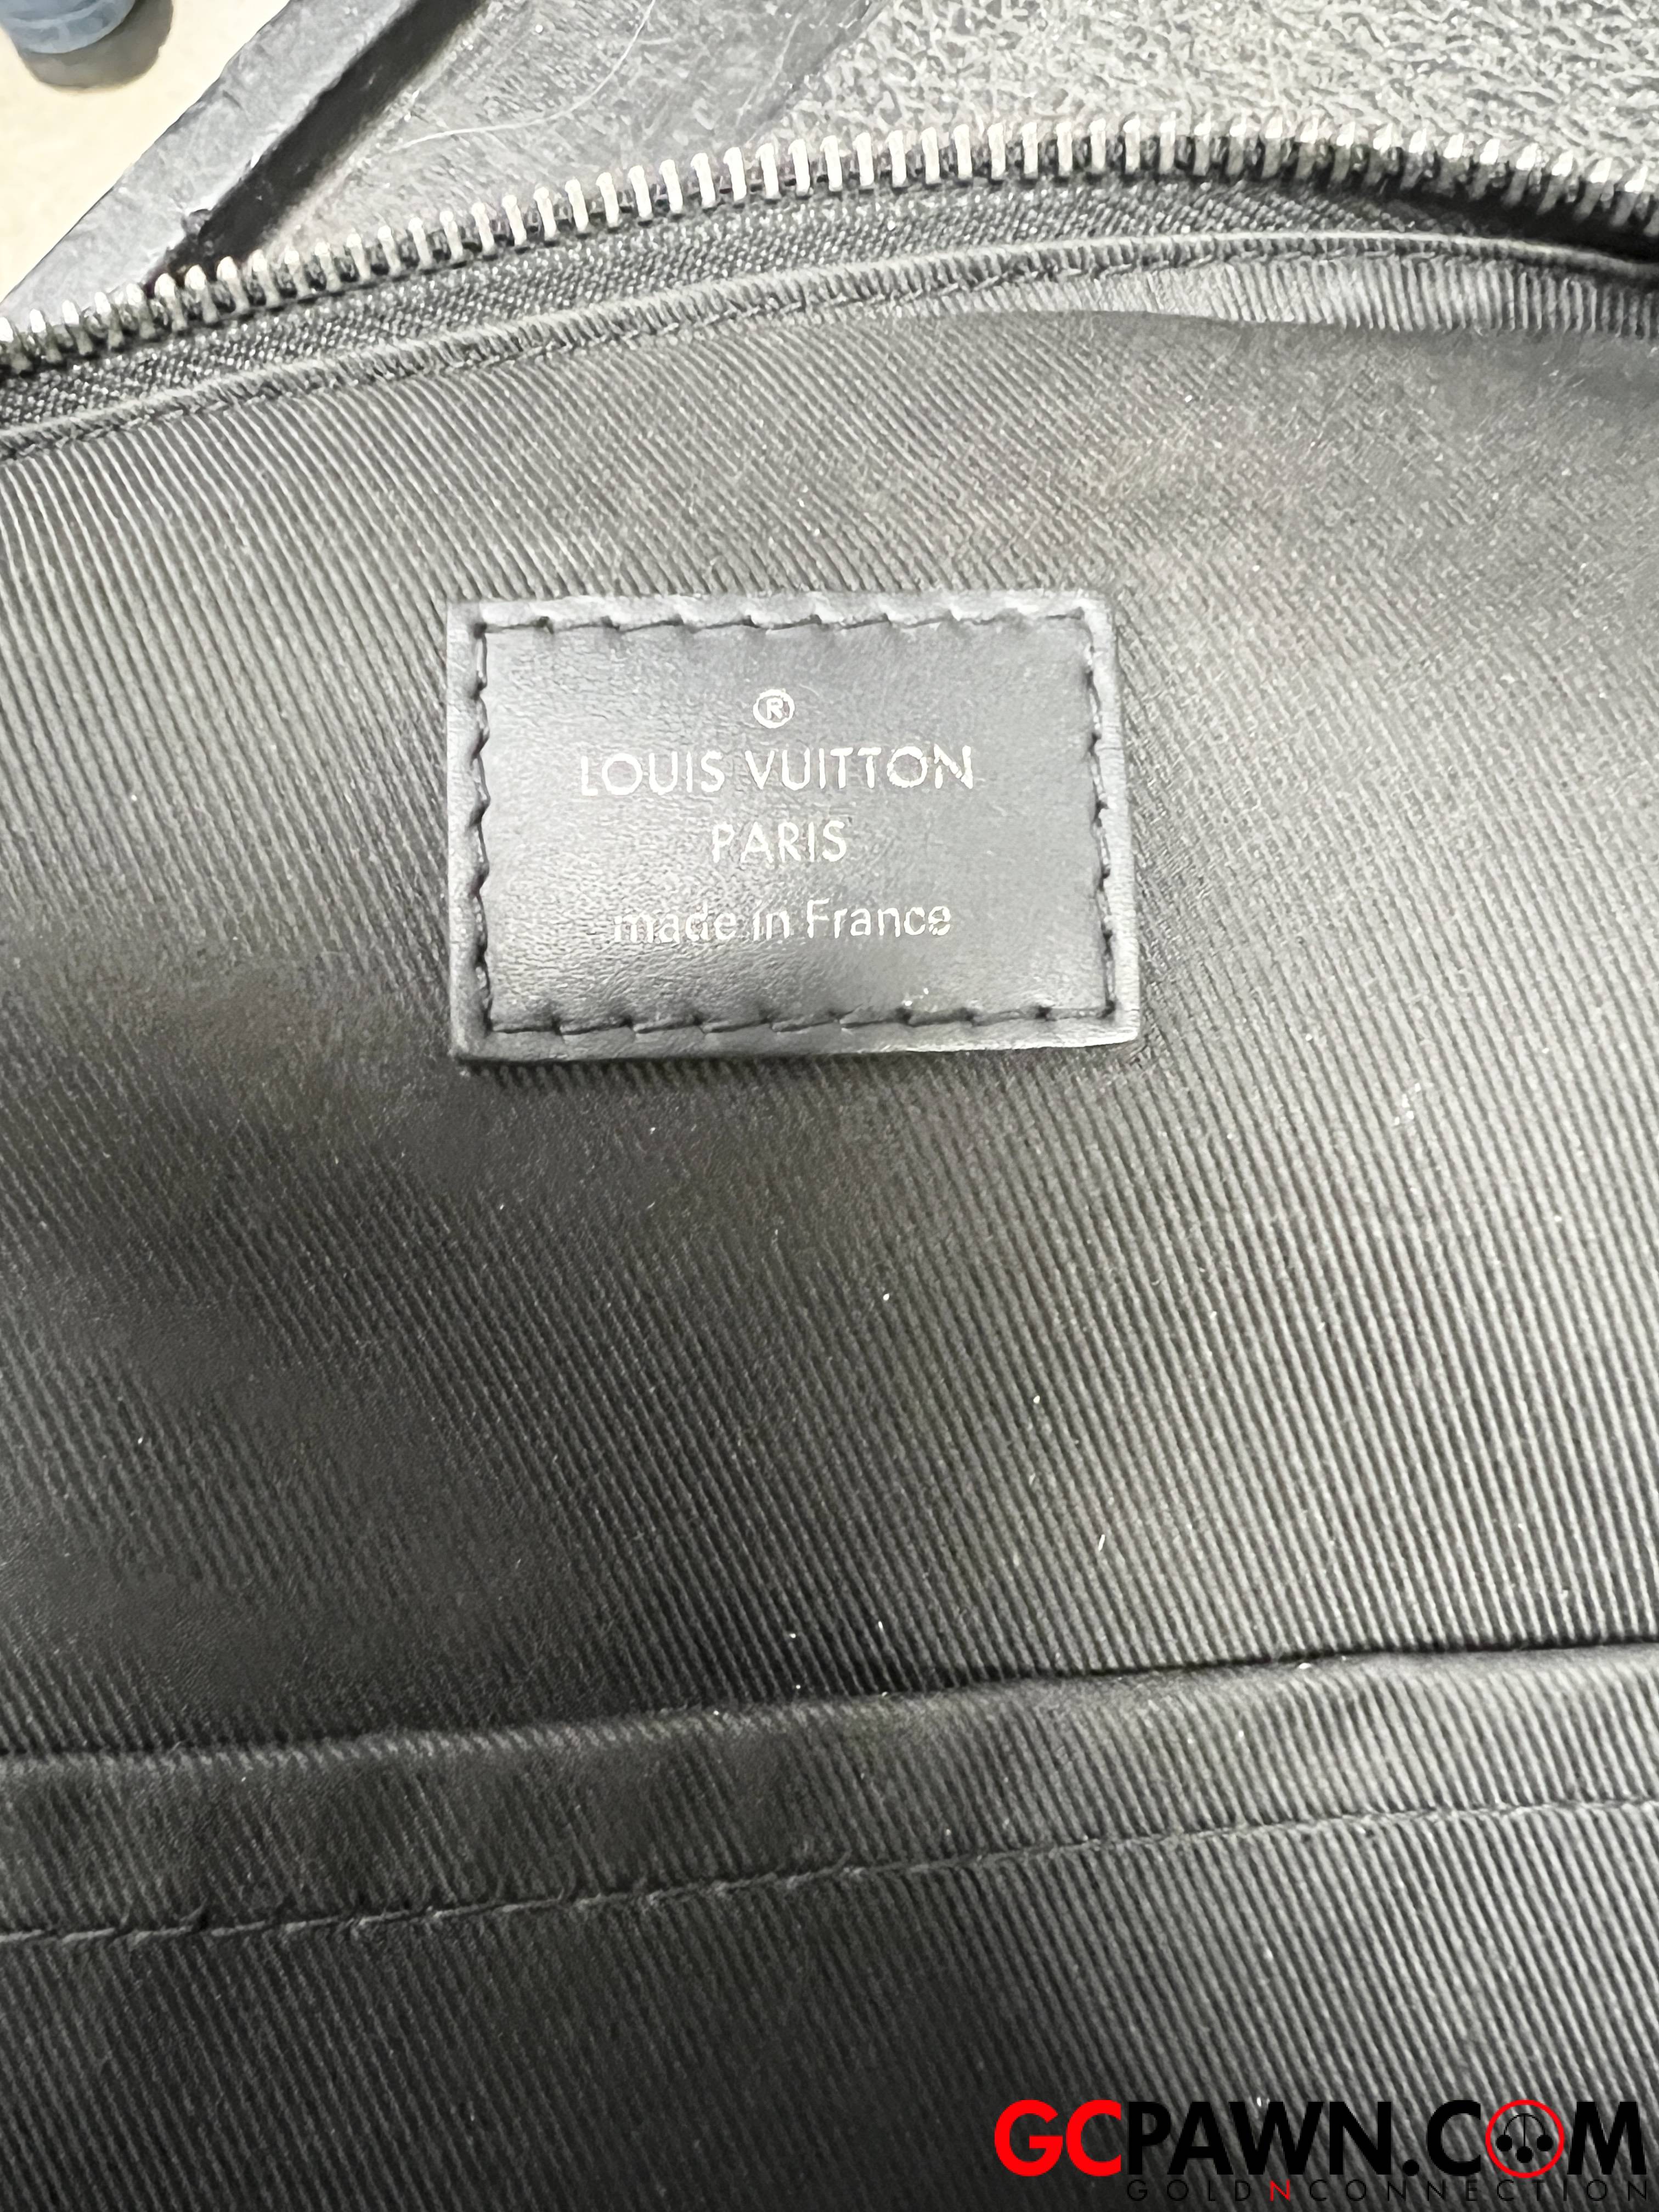 ®
LOUIS VUITTON
PARIS
made in France
GCPAWN.COM
GOLDNCONNECTION